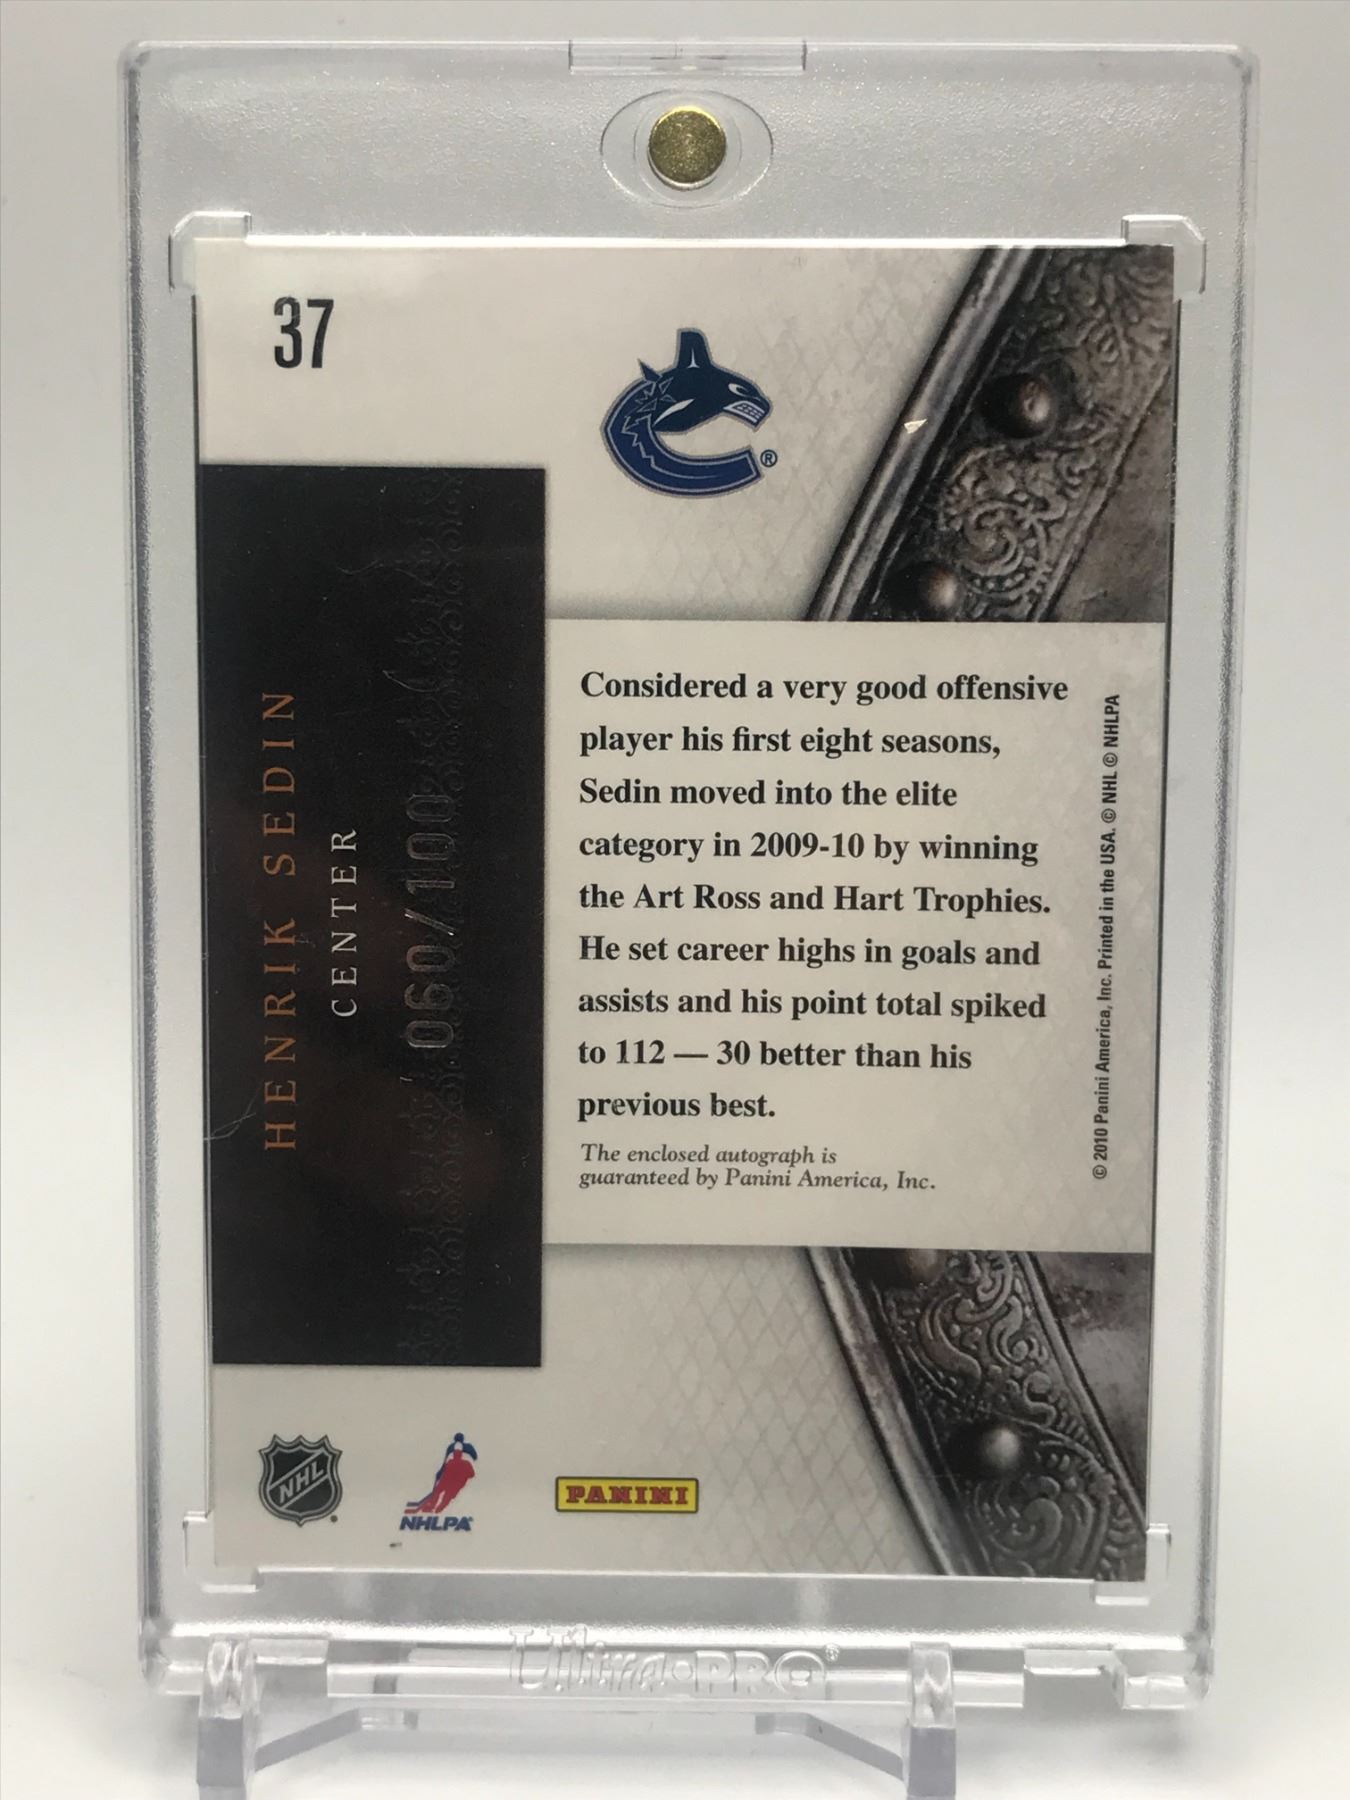 37
®
HENRIK SEDIN
CENTER
060/100
Considered a very good offensive
player his first eight seasons,
Sedin moved into the elite
category in 2009-10 by winning
the Art Ross and Hart Trophies.
He set career highs in goals and
assists and his point total spiked
to 112 — 30 better than his
previous best.
The enclosed autograph is
guaranteed by Panini America, Inc.
© 2010 Panini America, Inc. Printed in the USA. © NHL © NHLPA
NHL
NHLPA
PANINI
Ultra•PRO®